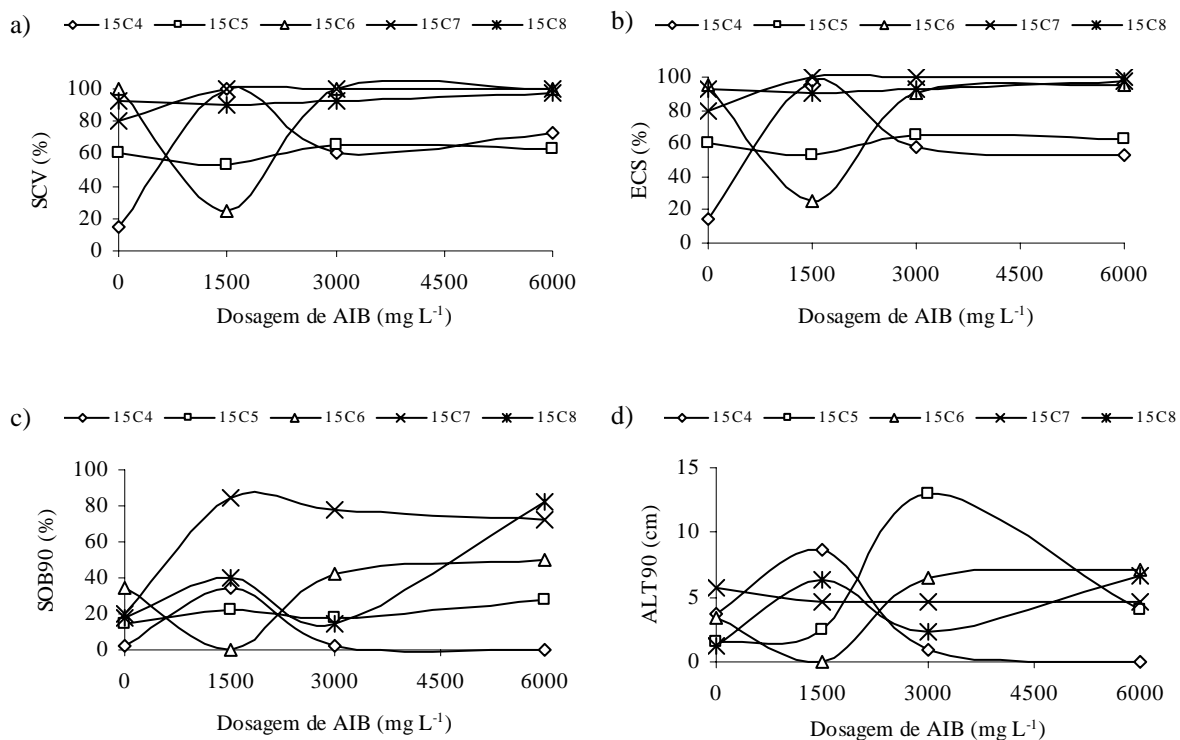 a)
15C4 15C5 15C6 15C7 15C8
SCV (%)
100
80
60
40
20
0
0 1500 3000 4500 6000
Dosagem de AIB (mg L-1)
b)
15C4 15C5 15C6 15C7 15C8
ECS (%)
100
80
60
40
20
0
0 1500 3000 4500 6000
Dosagem de AIB (mg L-1)
c)
15C4 15C5 15C6 15C7 15C8
SOB90 (%)
100
80
60
40
20
0
0 1500 3000 4500 6000
Dosagem de AIB (mg L-1)
d)
15C4 15C5 15C6 15C7 15C8
ALT90 (cm)
15
10
5
0
0 1500 3000 4500 6000
Dosagem de AIB (mg L-1)